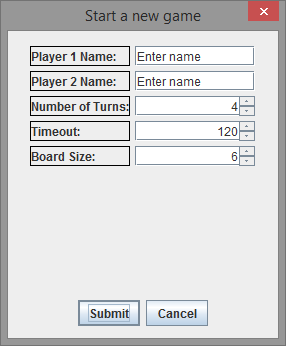 Start a new game
Player 1 Name: Enter name
Player 2 Name: Enter name
Number of Turns: 4
Timeout: 120
Board Size: 6
Submit Cancel